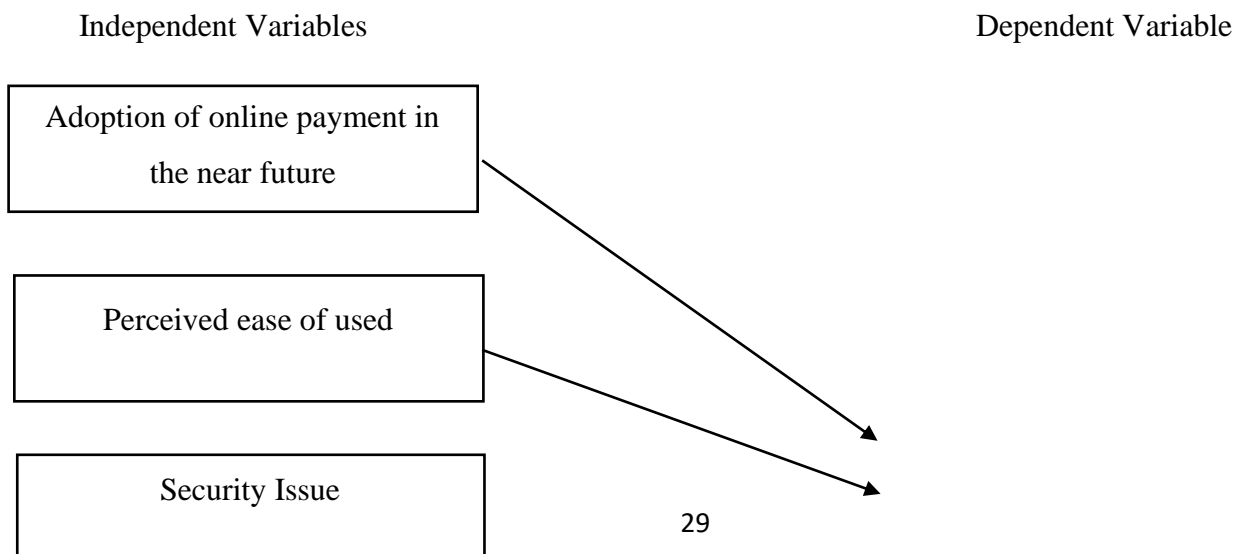 Independent Variables
Dependent Variable
Adoption of online payment in
the near future
Perceived ease of used
Security Issue
29